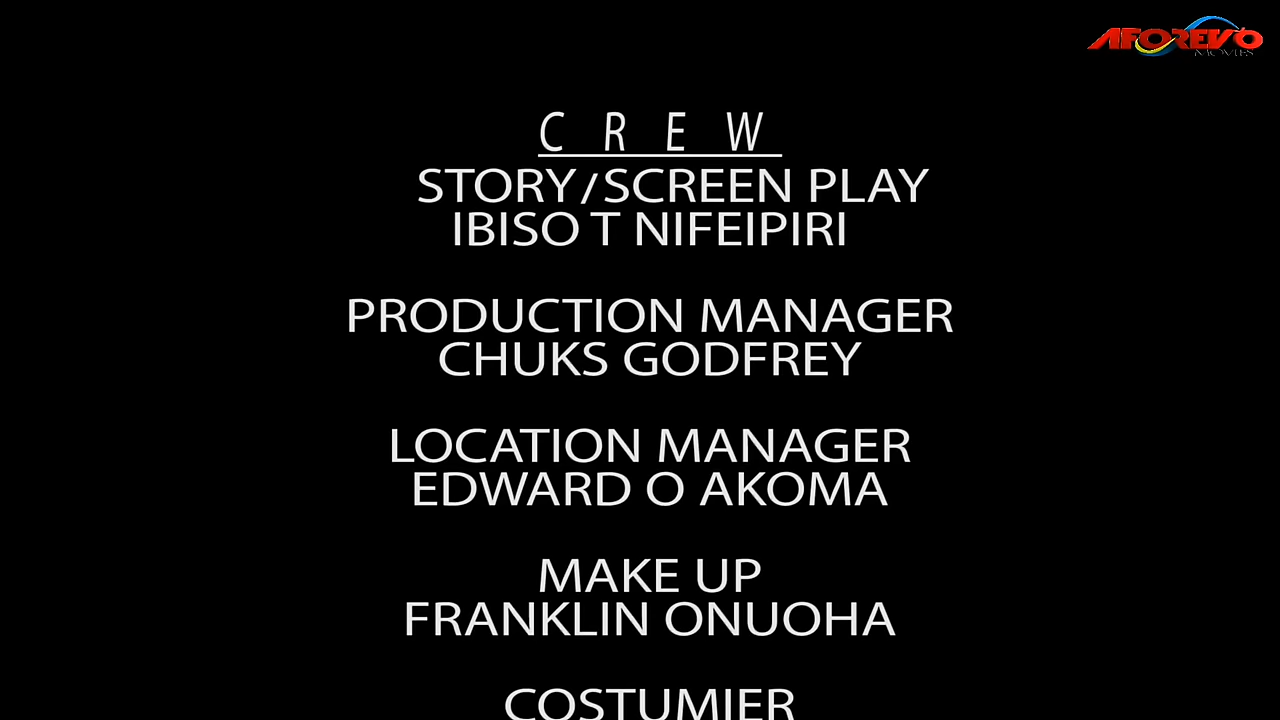 AFOREVO
MOVIES
C R E W
STORY/SCREEN PLAY
IBISO T NIFEIPIRI
PRODUCTION MANAGER
CHUKS GODFREY
LOCATION MANAGER
EDWARD O AKOMA
MAKE UP
FRANKLIN ONUOHA
COSTUMIER